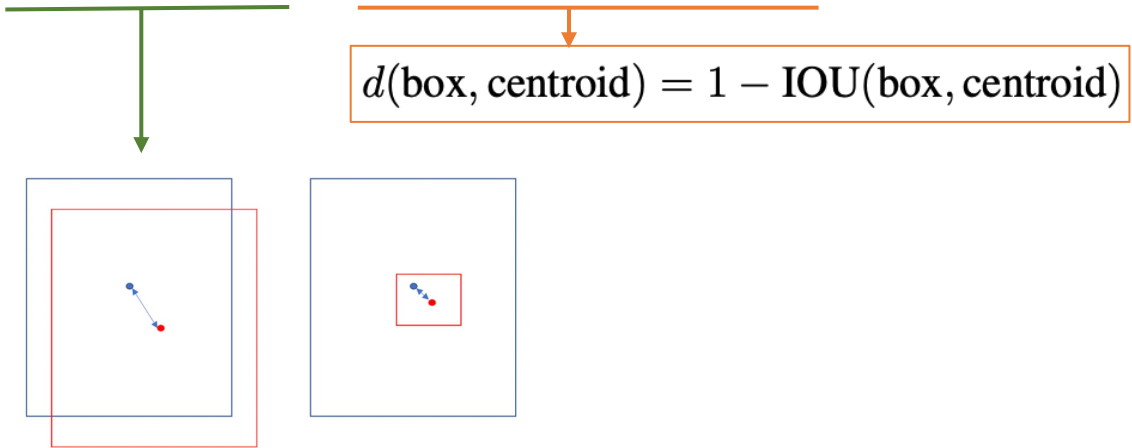 d(box, centroid) = 1 − IOU(box, centroid)